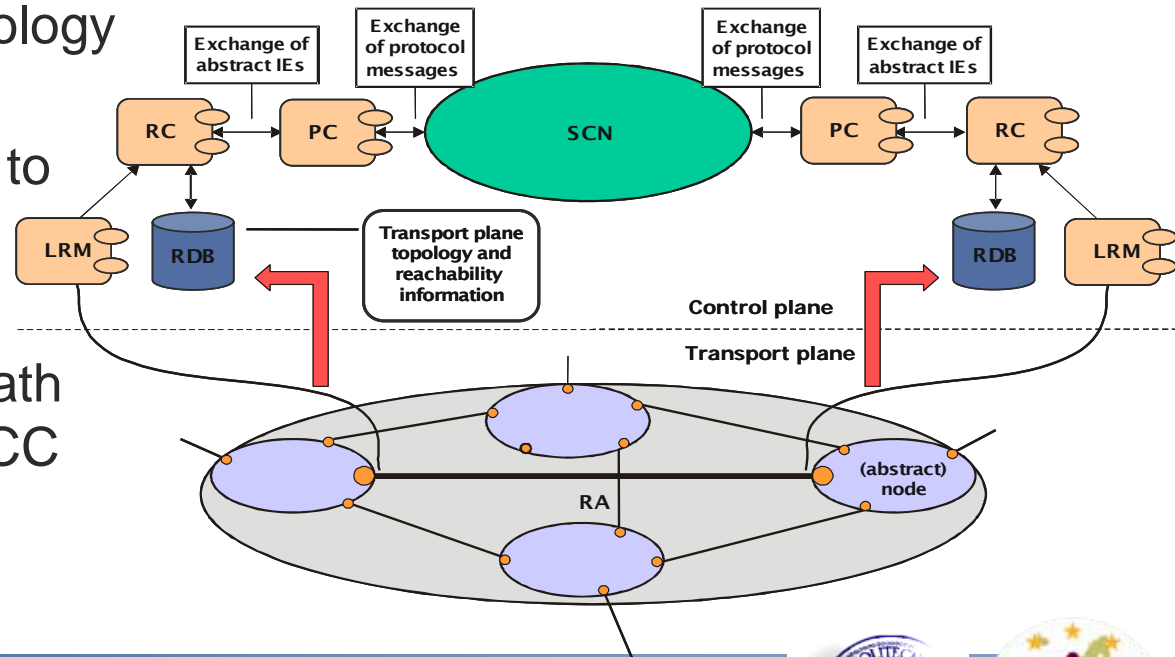 ology
to
ath
CC
Exchange of
abstract IEs
Exchange
of protocol
messages
Exchange
of protocol
messages
Exchange of
abstract IEs
RC
PC
SCN
PC
RC
LRM
RDB
Transport plane
topology and
reachability
information
RDB
LRM
Control plane
Transport plane
(abstract)
node
RA